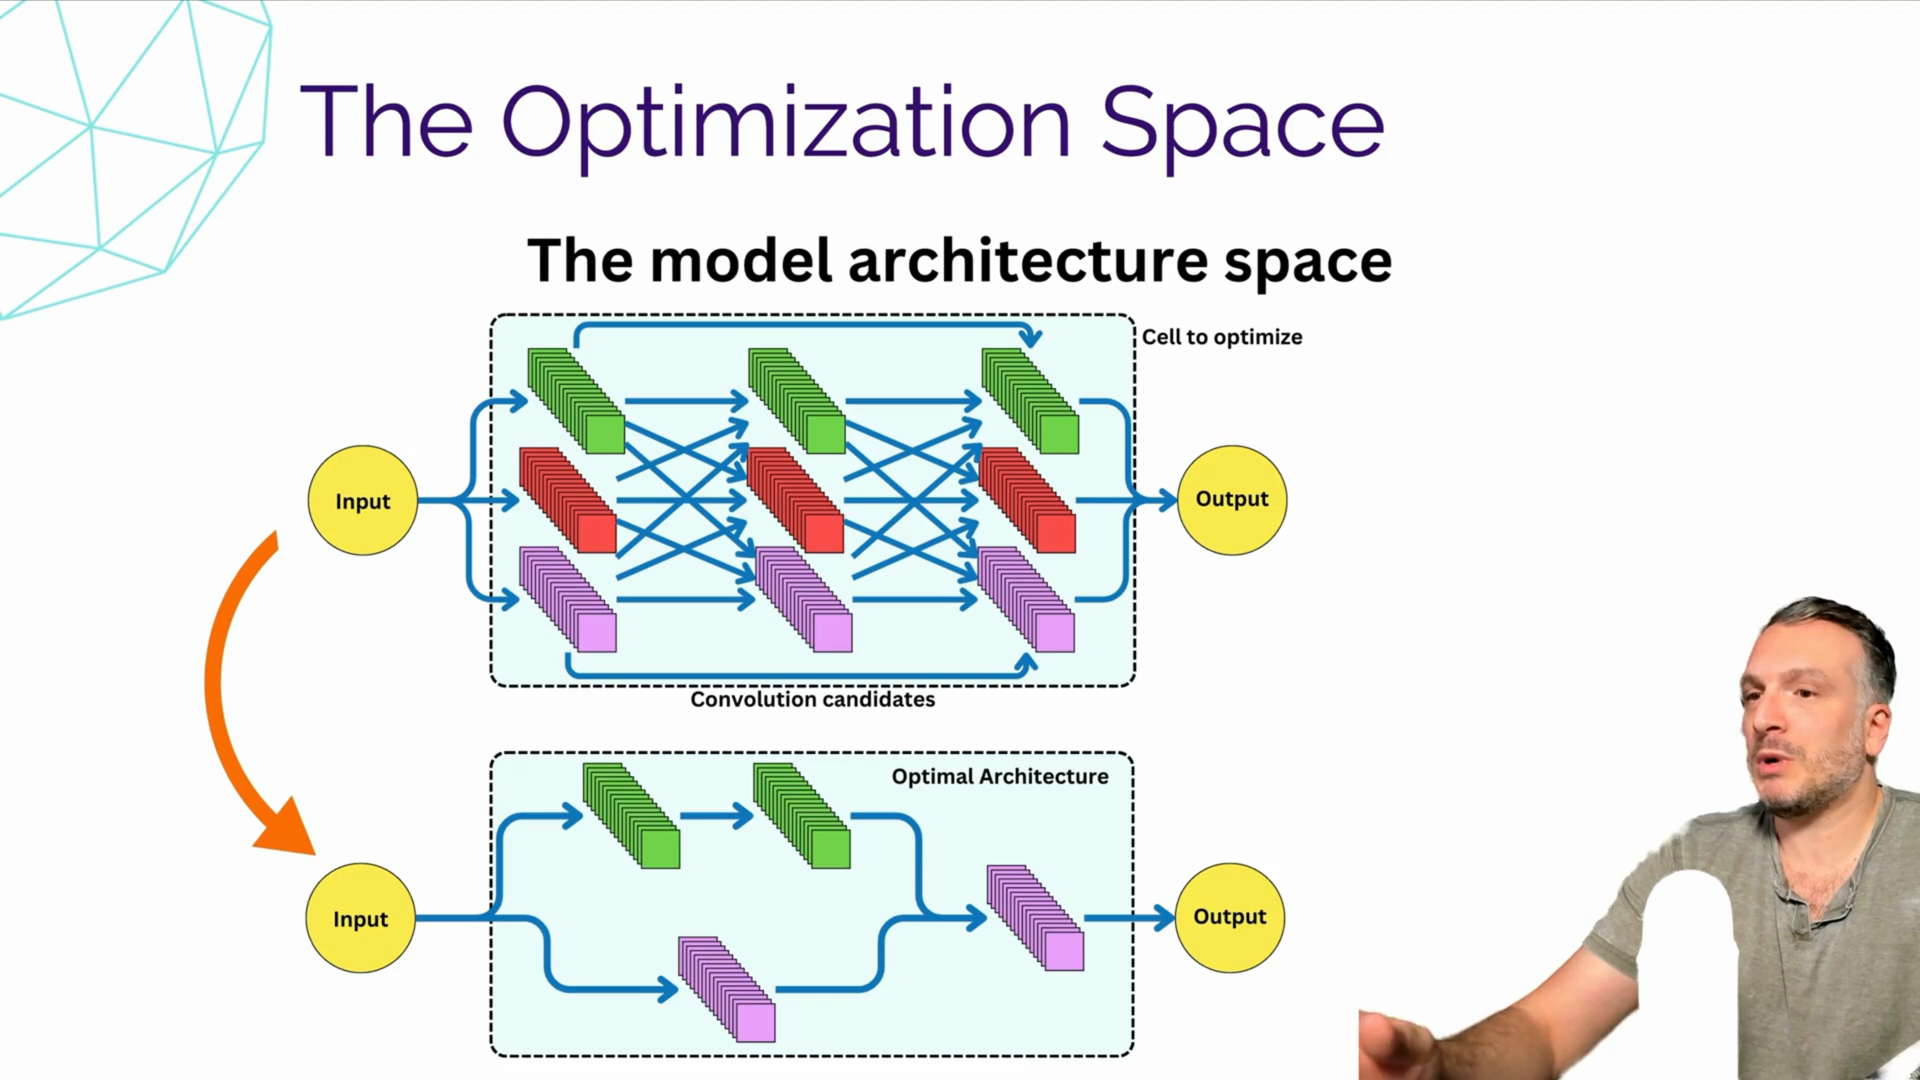 The Optimization Space
The model architecture space
Cell to optimize
Input
Output
Convolution candidates
Optimal Architecture
Input
Output